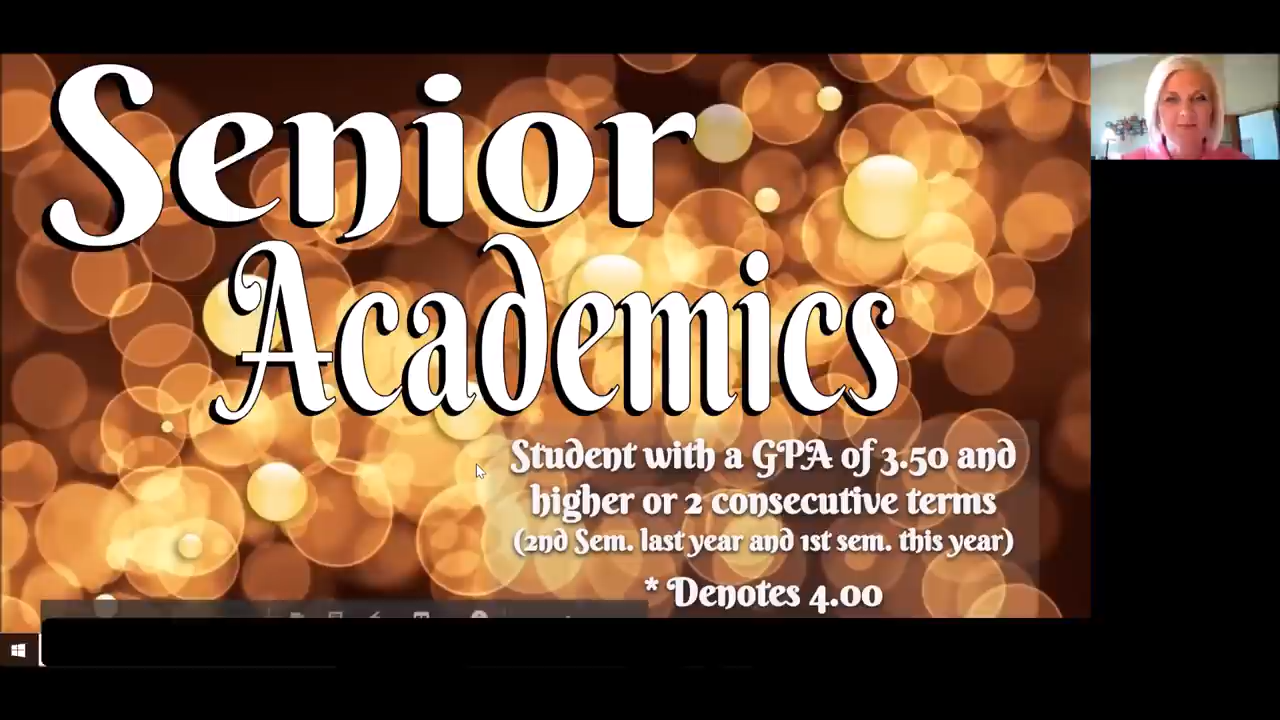 Senior
Academics
Student with a GPA of 3.50 and
higher or 2 consecutive terms
(2nd Sem. last year and 1st sem. this year)
* Denotes 4.00